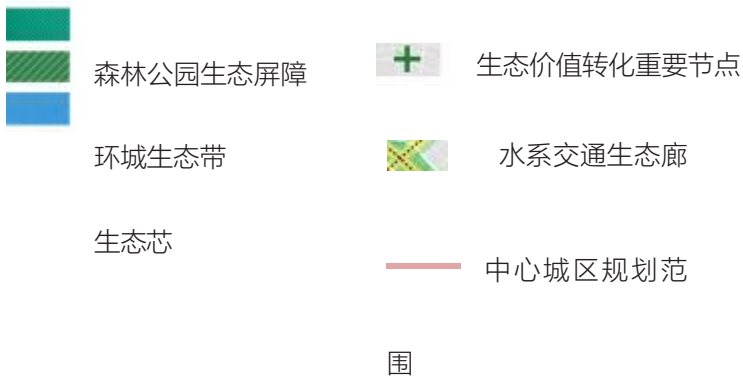 森林公园生态屏障
环城生态带
生态芯
生态价值转化重要节点
水系交通生态廊
中心城区规划范
围